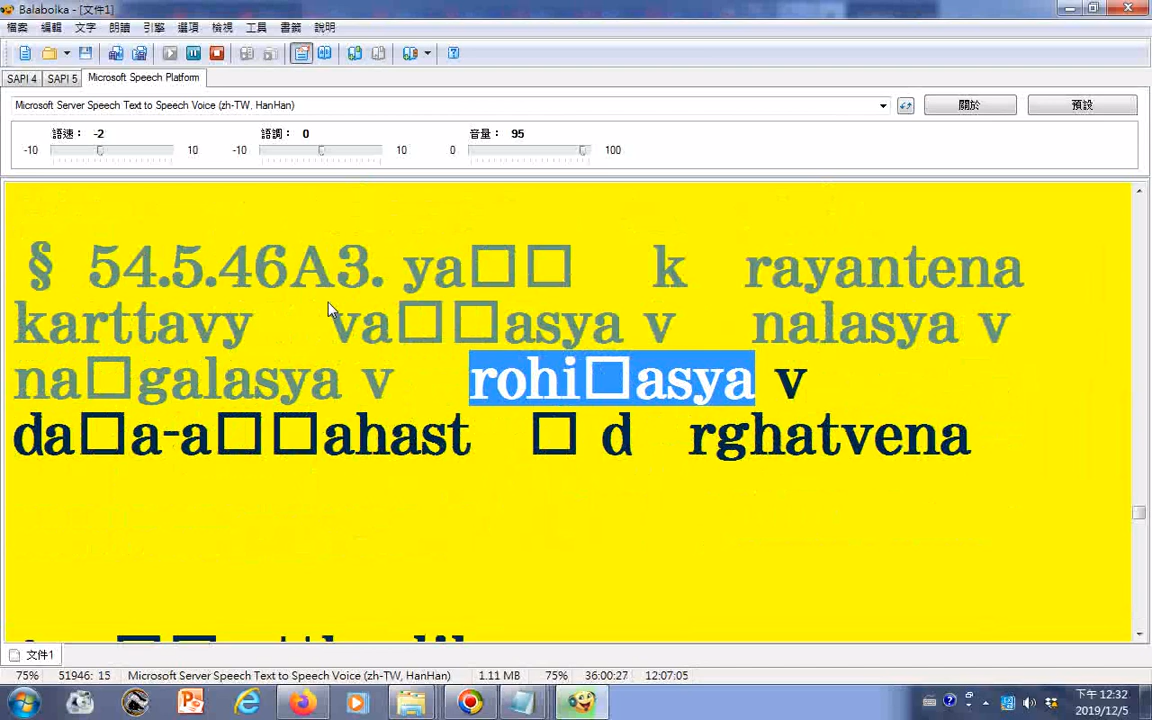 Balabolka - [文件1]
檔案 編輯 文字 朗讀 引擎 選項 檢視 工具 書籤 說明
SAPI 4 SAPI 5 Microsoft Speech Platform
Microsoft Server Speech Text to Speech Voice (zh-TW, HanHan) 關於 預設
語速： -2 語調： 0 音量： 95
-10 10 -10 10 0 100
§ 54.5.46A3. ya□□ k rayantena
karttavy va□□asya v nalasya v
na□galasya v rohi□asya v
da□a-a□□ahast □ d rghatvena
文件1
75% 51946: 15 Microsoft Server Speech Text to Speech Voice (zh-TW, HanHan) 1.11 MB 75% 36:00:27 12:07:05
下午 12:32
2019/12/5